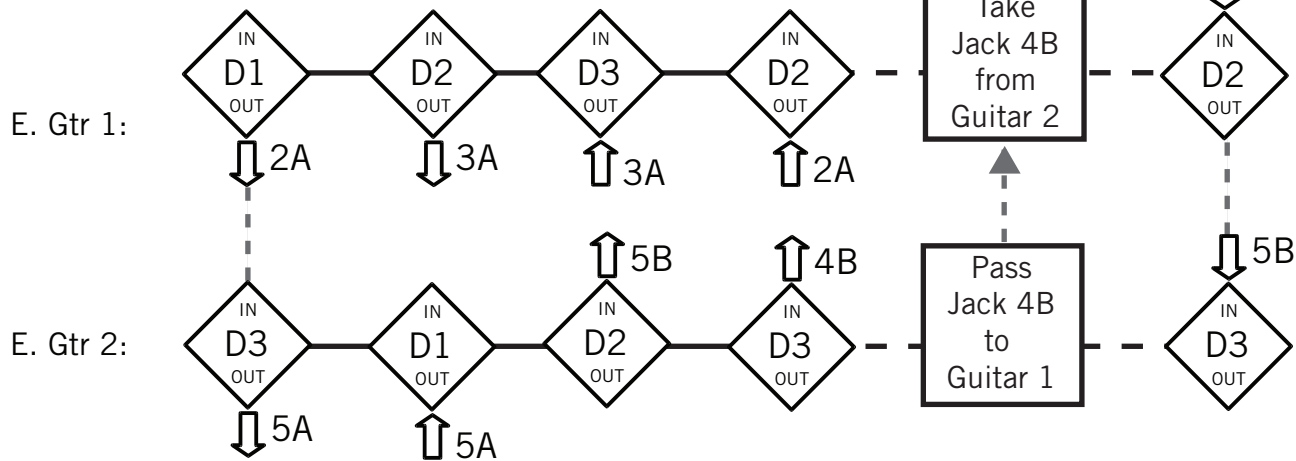 Take
Jack 4B
from
Guitar 2
E. Gtr 1:
IN IN IN IN IN
D1 D2 D3 D2 D2
OUT OUT OUT OUT OUT
2A 3A 3A 2A
5B 4B 5B
Pass
Jack 4B
to
Guitar 1
E. Gtr 2:
IN IN IN IN IN
D3 D1 D2 D3 D3
OUT OUT OUT OUT OUT
5A 5A